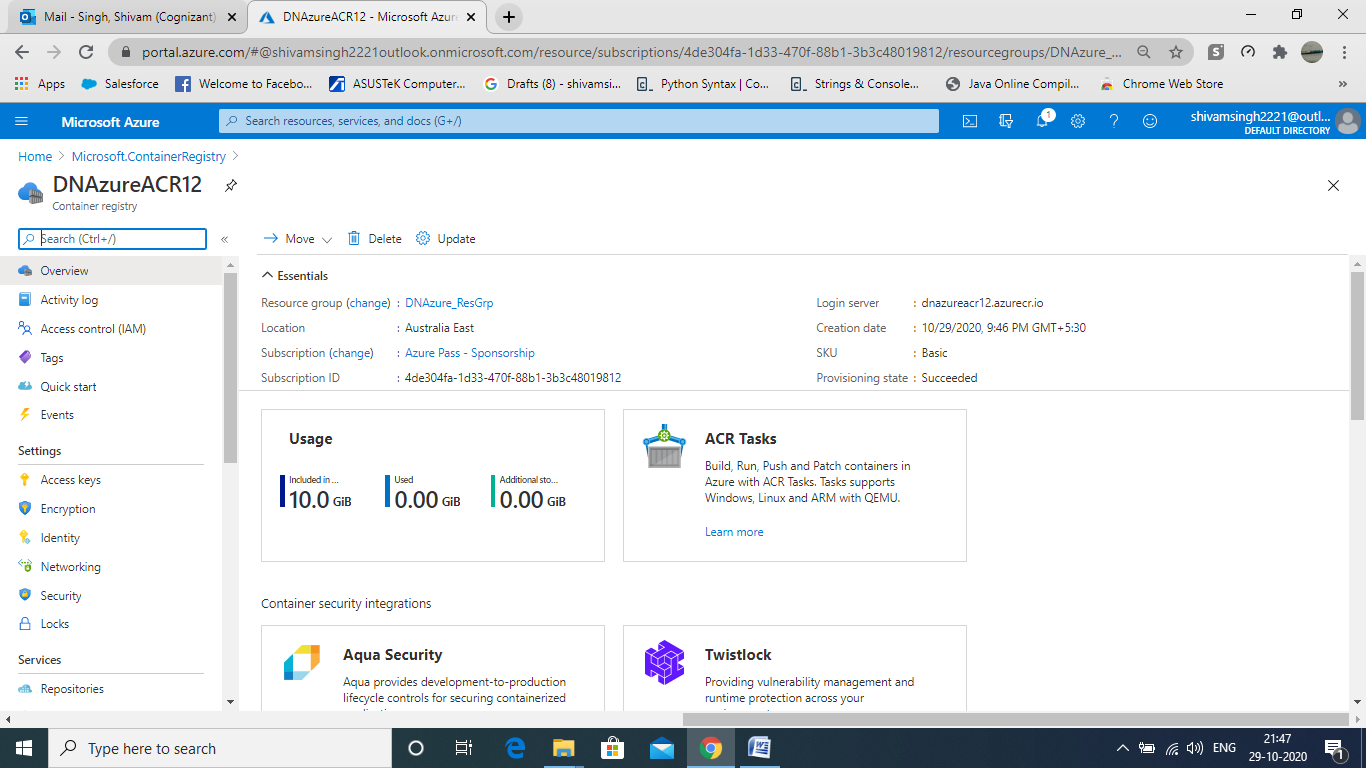 Mail - Singh, Shivam (Cognizant)
DNAzureACR12 - Microsoft Azur
portal.azure.com/#@shivamsingh2221outlook.onmicrosoft.com/resource/subscriptions/4de304fa-1d33-470f-88b1-3b3c48019812/resourcegroups/DNAzure_...
Apps
Salesforce
Welcome to Facebo...
ASUSTeK Computer...
Drafts (8) - shivamsi...
Python Syntax | Co...
Strings & Console...
Java Online Compil...
Chrome Web Store
»
Microsoft Azure
Search resources, services, and docs (G+/)
1
shivamsingh2221@outl...
DEFAULT DIRECTORY
Home > Microsoft.ContainerRegistry >
DNAzureACR12
Container registry
Search (Ctrl+/)
«
Move
Delete
Update
Overview
Activity log
Access control (IAM)
Tags
Quick start
Events
Settings
Access keys
Encryption
Identity
Networking
Security
Locks
Services
Repositories
Essentials
Resource group (change) : DNAzure_ResGrp
Location : Australia East
Subscription (change) : Azure Pass - Sponsorship
Subscription ID : 4de304fa-1d33-470f-88b1-3b3c48019812
Login server : dnazureacr12.azurecr.io
Creation date : 10/29/2020, 9:46 PM GMT+5:30
SKU : Basic
Provisioning state : Succeeded
Usage
Included in ...
10.0 GiB
Used
0.00 GiB
Additional sto...
0.00 GiB
ACR Tasks
Build, Run, Push and Patch containers in
Azure with ACR Tasks. Tasks supports
Windows, Linux and ARM with QEMU.
Learn more
Container security integrations
Aqua Security
Aqua provides development-to-production
lifecycle controls for securing containerized
Twistlock
Providing vulnerability management and
runtime protection across your
Type here to search
ENG
21:47
29-10-2020
1